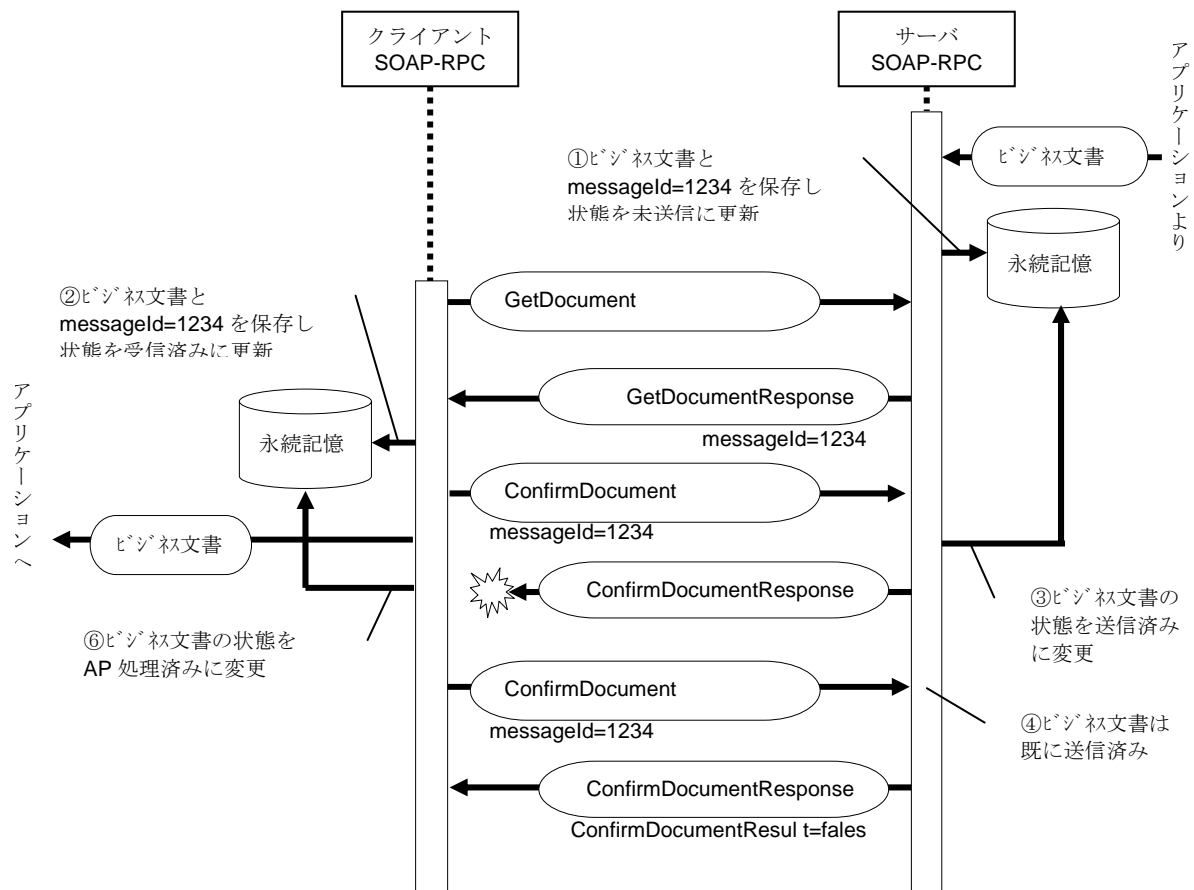 クライアント
SOAP-RPC
サーバ
SOAP-RPC
アプリケーションより
ビジネス文書
①ビジネス文書と
messageId=1234 を保存し
状態を未送信に更新
永続記憶
②ビジネス文書と
messageId=1234 を保存し
状態を受信済みに更新
GetDocument
アプリケーションへ
GetDocumentResponse
messageId=1234
永続記憶
ConfirmDocument
messageId=1234
ビジネス文書
ConfirmDocumentResponse
③ビジネス文書の
状態を送信済み
に変更
⑥ビジネス文書の状態を
AP 処理済みに変更
ConfirmDocument
messageId=1234
④ビジネス文書は
既に送信済み
ConfirmDocumentResponse
ConfirmDocumentResul t=fales